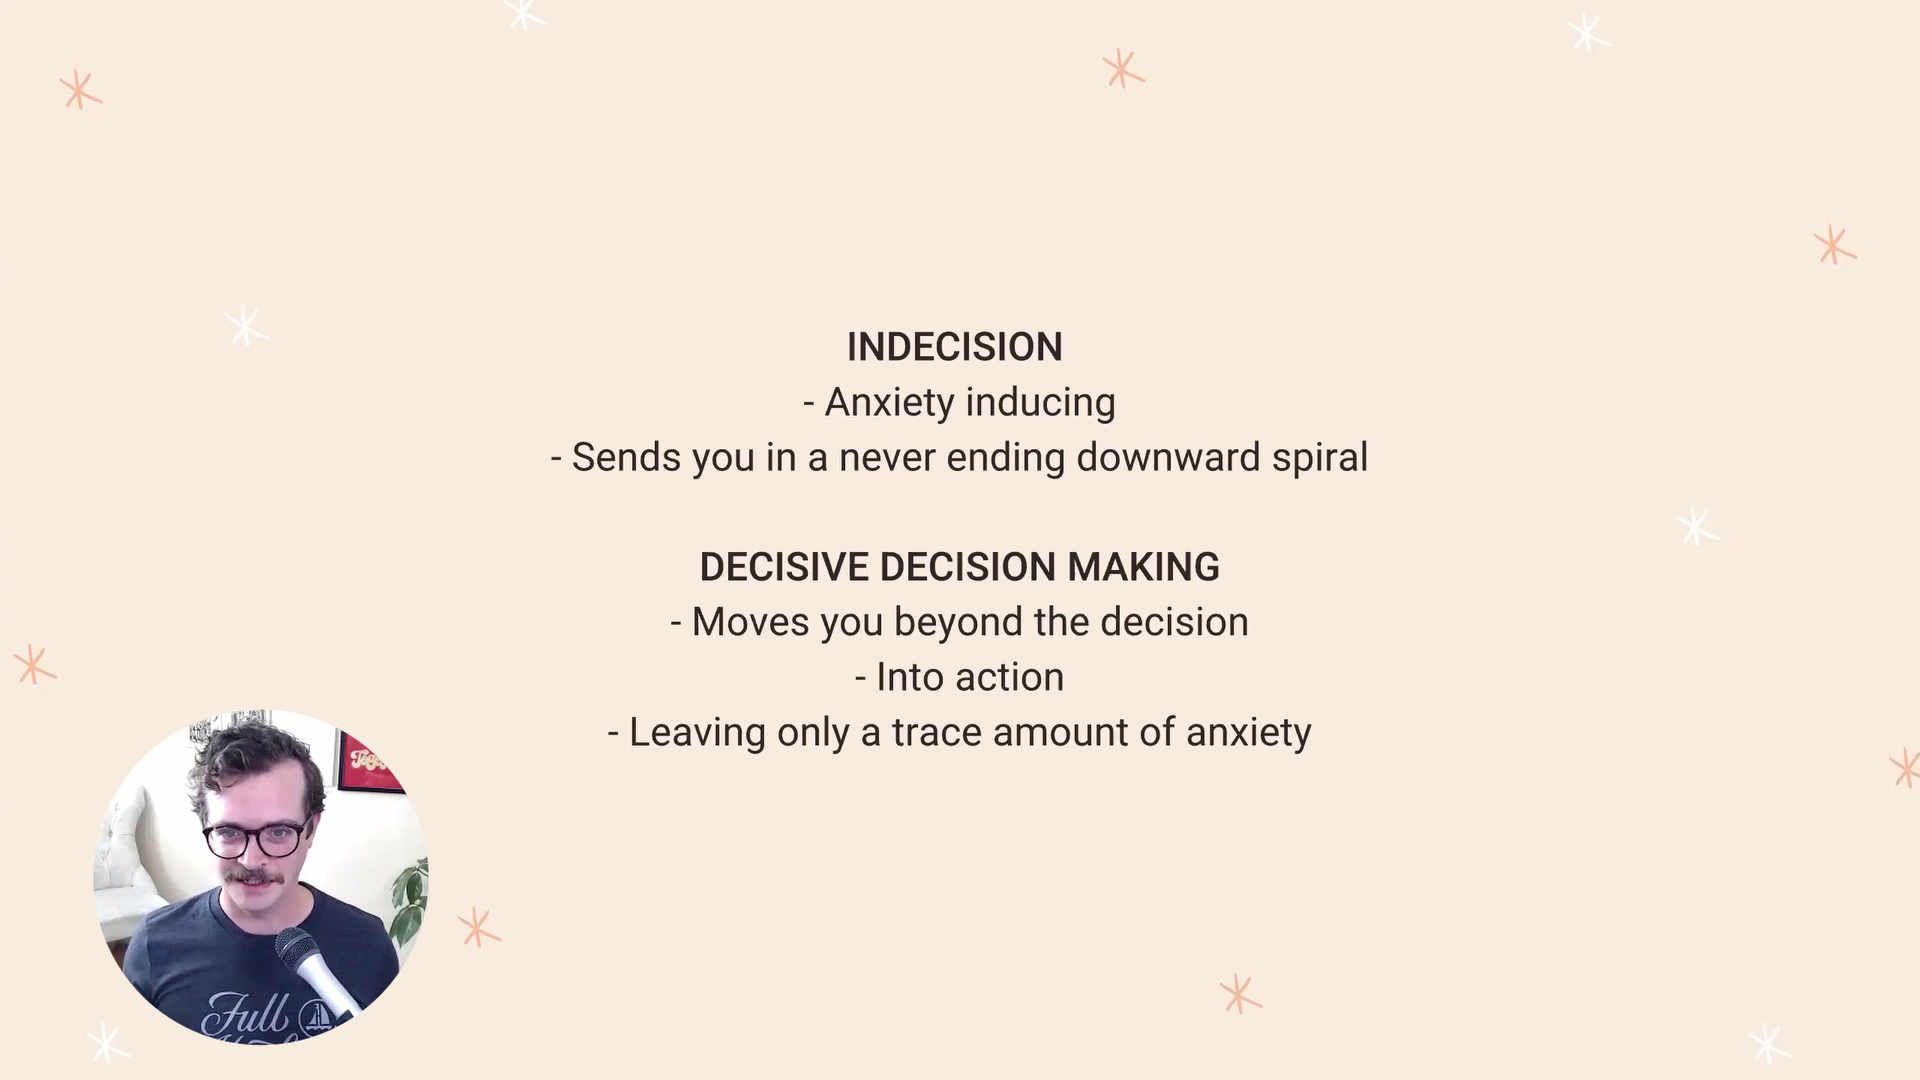 INDECISION
- Anxiety inducing
- Sends you in a never ending downward spiral
DECISIVE DECISION MAKING
- Moves you beyond the decision
- Into action
- Leaving only a trace amount of anxiety
Full